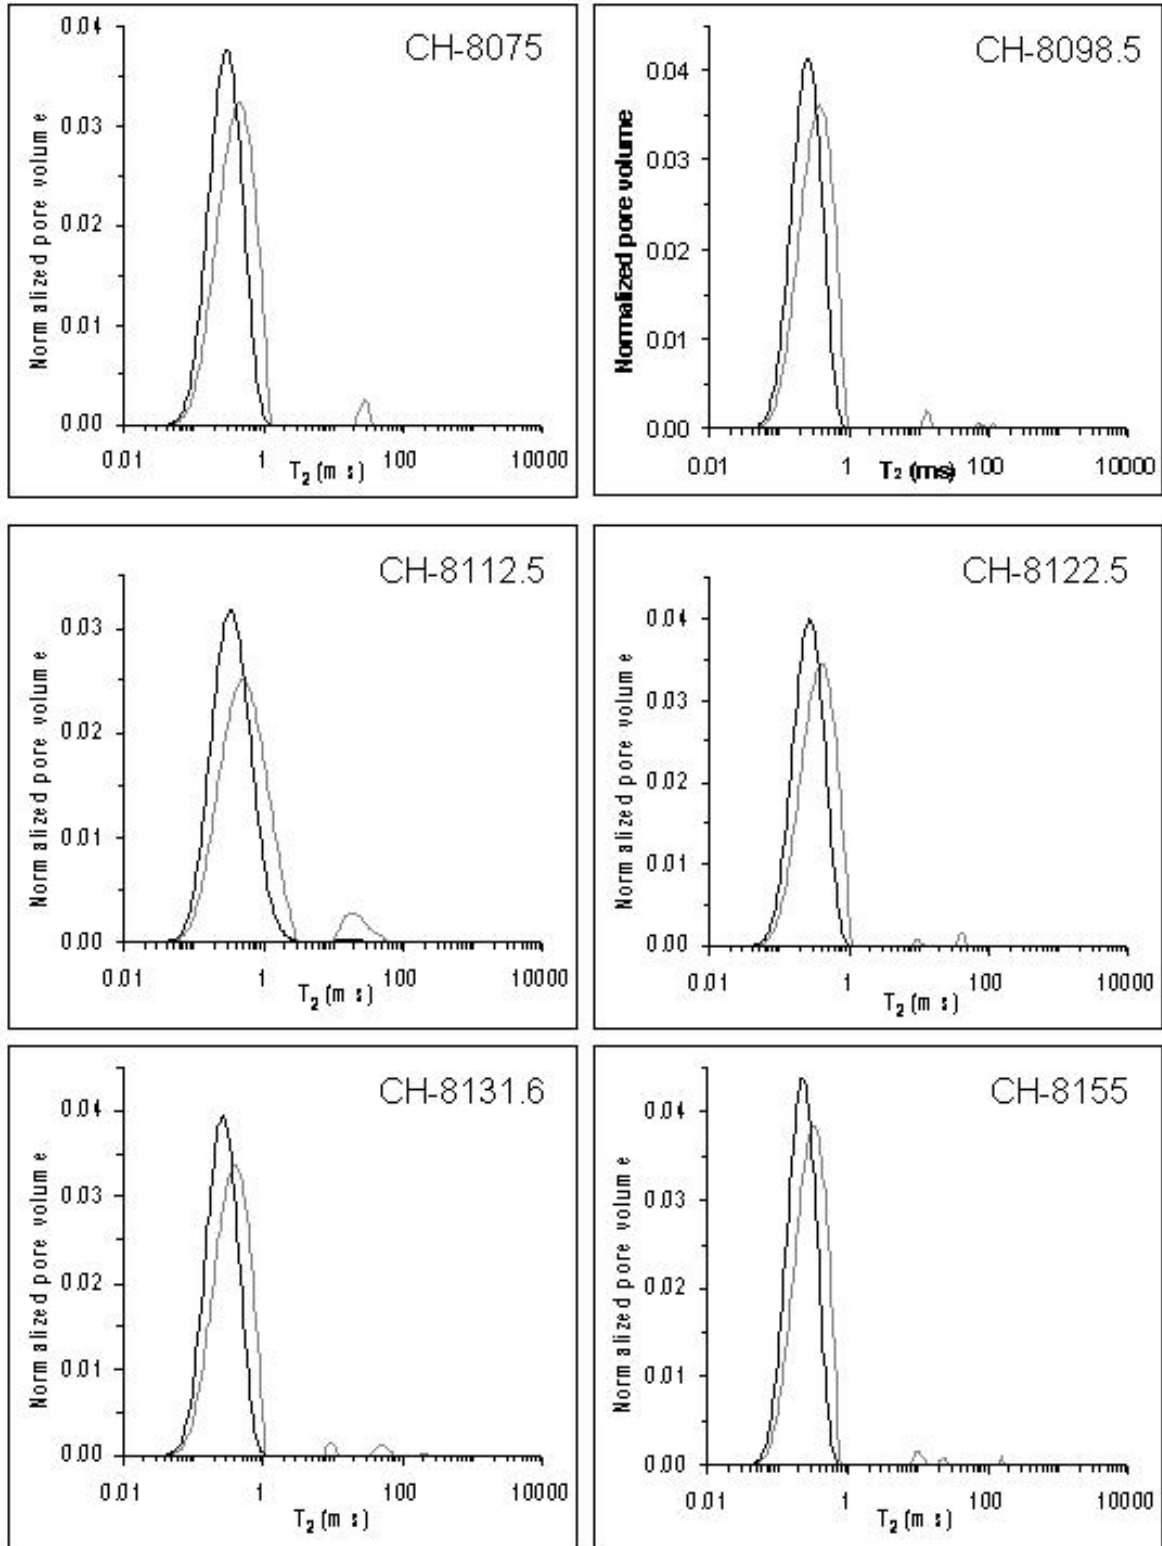 CH-8075
0.04
0.03
0.02
0.01
0.00
Normalized pore volume
0.01 1 100 10000
T2 (ms)
CH-8098.5
0.04
0.03
0.02
0.01
0.00
Normalized pore volume
0.01 1 100 10000
T2 (ms)
CH-8112.5
0.03
0.02
0.01
0.00
Normalized pore volume
0.01 1 100 10000
T2 (ms)
CH-8122.5
0.04
0.03
0.02
0.01
0.00
Normalized pore volume
0.01 1 100 10000
T2 (ms)
CH-8131.6
0.04
0.03
0.02
0.01
0.00
Normalized pore volume
0.01 1 100 10000
T2 (ms)
CH-8155
0.04
0.03
0.02
0.01
0.00
Normalized pore volume
0.01 1 100 10000
T2 (ms)